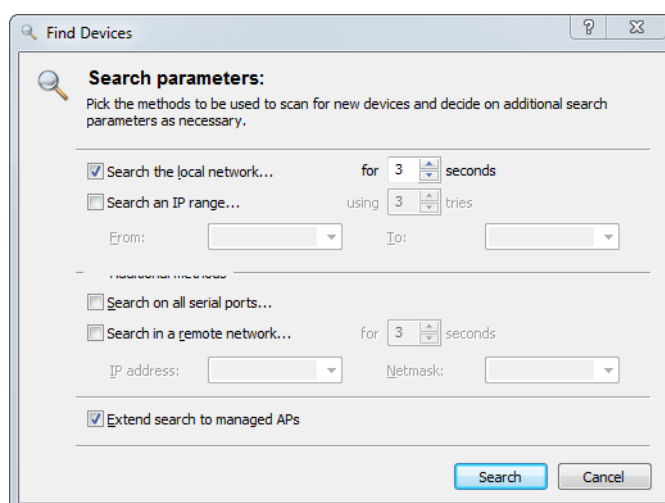 Find Devices
Search parameters:
Pick the methods to be used to scan for new devices and decide on additional search
parameters as necessary.
Search the local network... for 3 seconds
Search an IP range... using 3 tries
From: To:
Additional methods
Search on all serial ports...
Search in a remote network... for 3 seconds
IP address: Netmask:
Extend search to managed APs
Search Cancel